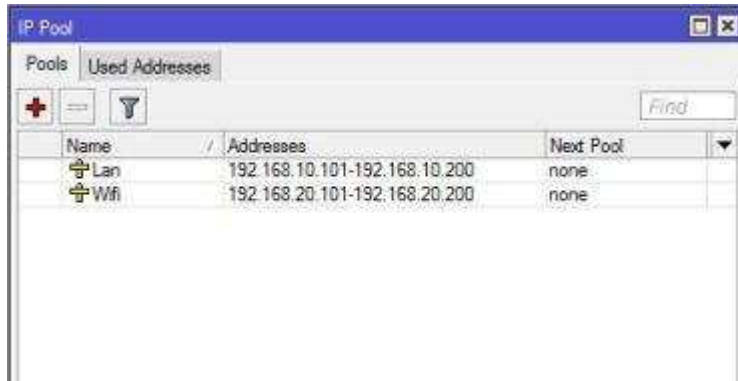 IP Pool
Pools Used Addresses
Find
Name Addresses Next Pool
Lan 192.168.10.101-192.168.10.200 none
Wifi 192.168.20.101-192.168.20.200 none